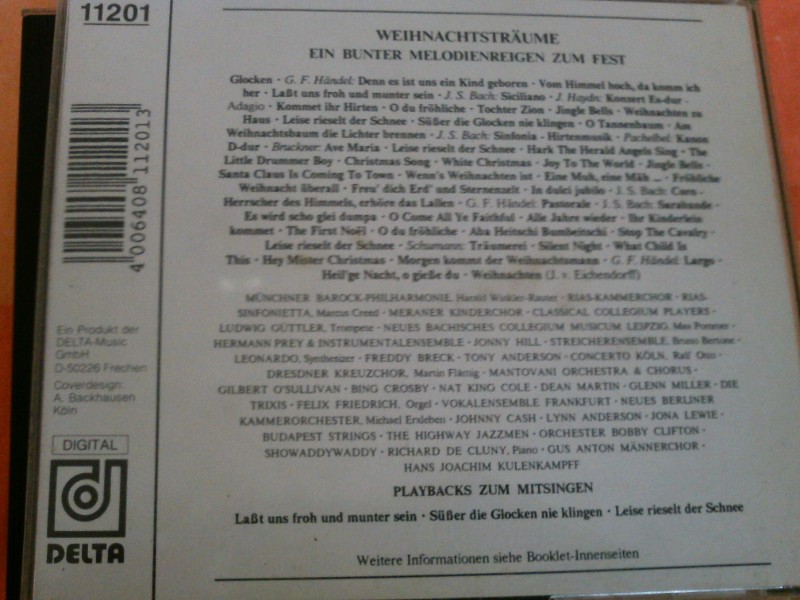 11201
WEIHNACHTSTRÄUME
EIN BUNTER MELODIENREIGEN ZUM FEST
Glocken · G. F. Händel: Denn es ist uns ein Kind geboren · Vom Himmel hoch, da komm ich
her · Laßt uns froh und munter sein · J. S. Bach: Siciliano · J. Haydn: Konzert Es-dur -
Adagio · Kommet ihr Hirten · O du fröhliche · Tochter Zion · Jingle Bells · Weihnachten zu
Haus · Leise rieselt der Schnee · Süßer die Glocken nie klingen · O Tannenbaum · Am
Weihnachtsbaum die Lichter brennen · J. S. Bach: Sinfonia - Hirtenmusik · Pachelbel: Kanon
D-dur · Bruckner: Ave Maria · Leise rieselt der Schnee · Hark The Herald Angels Sing · The
Little Drummer Boy · Christmas Song · White Christmas · Joy To The World · Jingle Bells ·
Santa Claus Is Coming To Town · Wenn's Weihnachten ist · Eine Muh, eine Mäh ... · Fröhliche
Weihnacht überall · Freu' dich Erd' und Sternenzelt · In dulci jubilo · J. S. Bach: Corn-
Herrscher des Himmels, erhöre das Lallen · G. F. Händel: Pastorale · J. S. Bach: Sarabande ·
Es wird scho glei dumpa · O Come All Ye Faithful · Alle Jahre wieder · Ihr Kinderlein
kommet · The First Noël · O du fröhliche · Aba Heitschi Bumbeitschi · Stop The Cavalry ·
Leise rieselt der Schnee · Schumann: Träumerei · Silent Night · What Child Is
This · Hey Mister Christmas · Morgen kommt der Weihnachtsmann · G. F. Händel: Largo ·
Heil'ge Nacht, o gieße du · Weihnachten (J. v. Eichendorff)
MÜNCHNER BAROCK-PHILHARMONIE, Harald Winkler-Rauter · RIAS-KAMMERCHOR · RIAS-
SINFONIETTA, Marcus Creed · MERANER KINDERCHOR · CLASSICAL COLLEGIUM PLAYERS ·
LUDWIG GÜTTLER, Trompete · NEUES BACHISCHES COLLEGIUM MUSICUM LEIPZIG, Max Pommer ·
HERMANN PREY & INSTRUMENTALENSEMBLE · JONNY HILL · STREICHERENSEMBLE, Bruno Bertone ·
LEONARDO, Synthesizer · FREDDY BRECK · TONY ANDERSON · CONCERTO KÖLN, Ralf Otto ·
DRESDNER KREUZCHOR, Martin Flämig · MANTOVANI ORCHESTRA & CHORUS ·
GILBERT O'SULLIVAN · BING CROSBY · NAT KING COLE · DEAN MARTIN · GLENN MILLER · DIE
TRIXIS · FELIX FRIEDRICH, Orgel · VOKALENSEMBLE FRANKFURT · NEUES BERLINER
KAMMERORCHESTER, Michael Erxleben · JOHNNY CASH · LYNN ANDERSON · JONA LEWIE ·
BUDAPEST STRINGS · THE HIGHWAY JAZZMEN · ORCHESTER BOBBY CLIFTON ·
SHOWADDYWADDY · RICHARD DE CLUNY, Piano · GUS ANTON MÄNNERCHOR ·
HANS JOACHIM KULENKAMPFF
PLAYBACKS ZUM MITSINGEN
Laßt uns froh und munter sein · Süßer die Glocken nie klingen · Leise rieselt der Schnee
Weitere Informationen siehe Booklet-Innenseiten
4 006408 112013
Ein Produkt der
DELTA-Music
GmbH
D-50226 Frechen
Coverdesign:
A. Backhausen
Köln
DIGITAL
DELTA